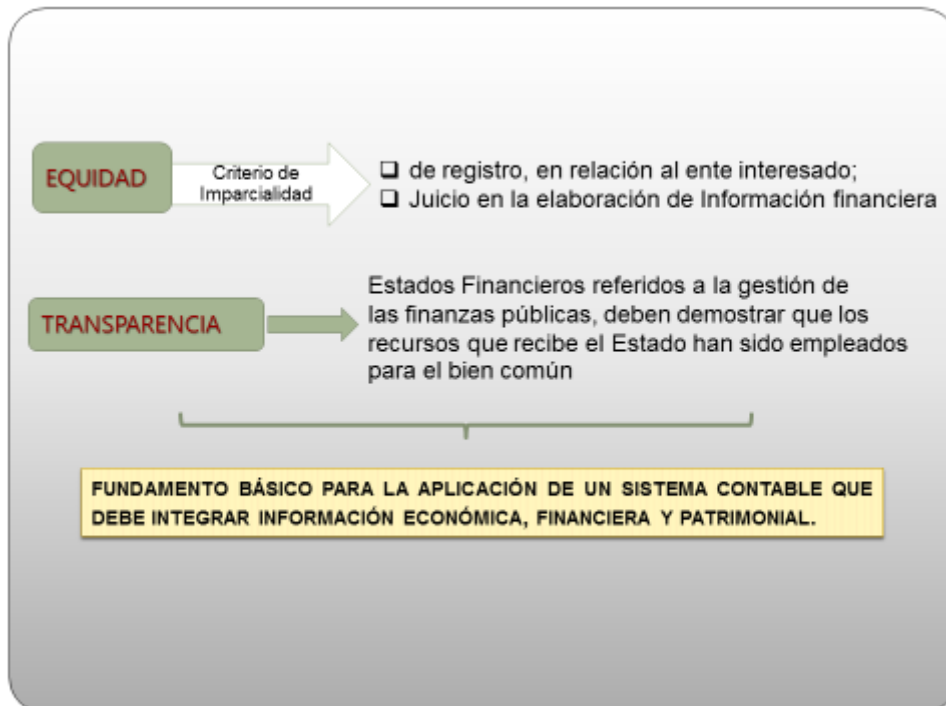 EQUIDAD
Criterio de
Imparcialidad
de registro, en relación al ente interesado;
Juicio en la elaboración de Información financiera
TRANSPARENCIA
Estados Financieros referidos a la gestión de
las finanzas públicas, deben demostrar que los
recursos que recibe el Estado han sido empleados
para el bien común
FUNDAMENTO BÁSICO PARA LA APLICACIÓN DE UN SISTEMA CONTABLE QUE
DEBE INTEGRAR INFORMACIÓN ECONÓMICA, FINANCIERA Y PATRIMONIAL.